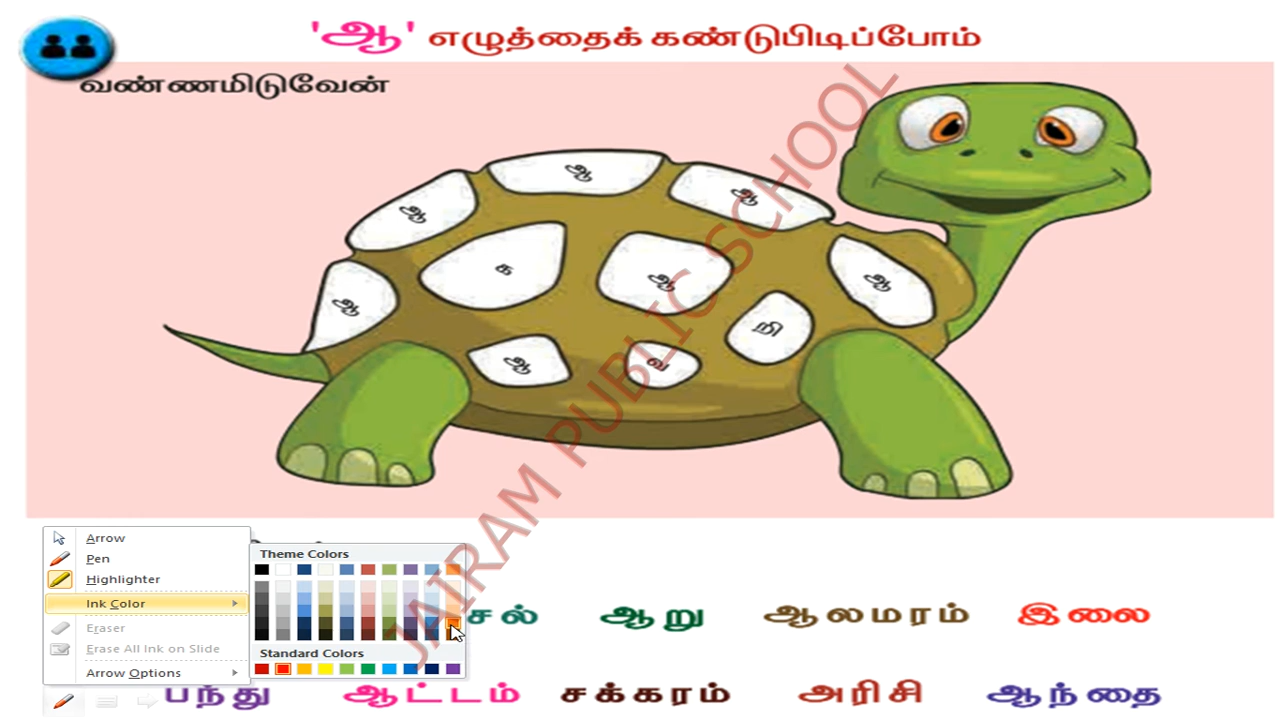 'ஆ' எழுத்தைக் கண்டுபிடிப்போம்
வண்ணமிடுவேன்
ஆ
ஆ
ஆ
க
ஆ
ஆ
ஆ
றி
ஆ
வ
JAIRAM PUBLIC SCHOOL
Arrow
Pen
Highlighter
Ink Color
Eraser
Erase All Ink on Slide
Arrow Options
Theme Colors
Standard Colors
ஆறு ஆலமரம் இலை
பந்து ஆட்டம் சக்கரம் அரிசி ஆந்தை